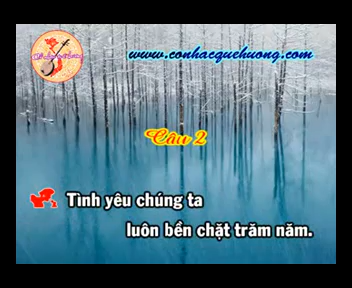 www.conhacquehuong.com
Câu 2
Tình yêu chúng ta
luôn bền chặt trăm năm.